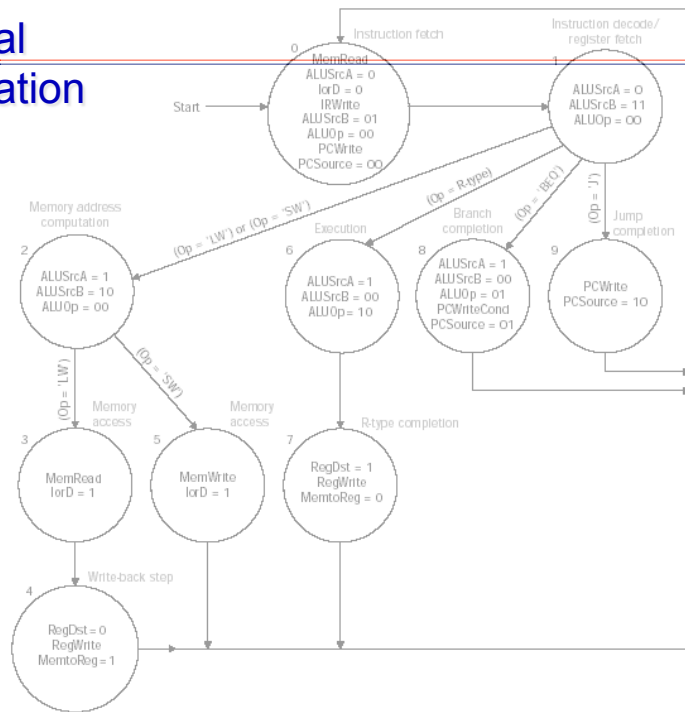 al
ation
Instruction fetch
Instruction decode/
register fetch
0
MemRead
ALUSrcA = 0
IorD = 0
IRWrite
ALUSrcB = 01
ALUOp = 00
PCWrite
PCSource = 00
Start
1
ALUSrcA = 0
ALUSrcB = 11
ALUOp = 00
(Op = 'LW') or (Op = 'SW')
(Op = R-type)
(Op = 'BEQ')
(Op = 'J')
Memory address
computation
2
ALUSrcA = 1
ALUSrcB = 10
ALUOp = 00
Execution
6
ALUSrcA =1
ALUSrcB = 00
ALUOp= 10
Branch
completion
8
ALUSrcA = 1
ALUSrcB = 00
ALUOp = 01
PCWriteCond
PCSource = 01
Jump
completion
9
PCWrite
PCSource = 10
(Op = 'LW')
(Op = 'SW')
Memory
access
3
MemRead
IorD = 1
Memory
access
5
MemWrite
IorD = 1
R-type completion
7
RegDst = 1
RegWrite
MemtoReg = 0
Write-back step
4
RegDst = 0
RegWrite
MemtoReg = 1